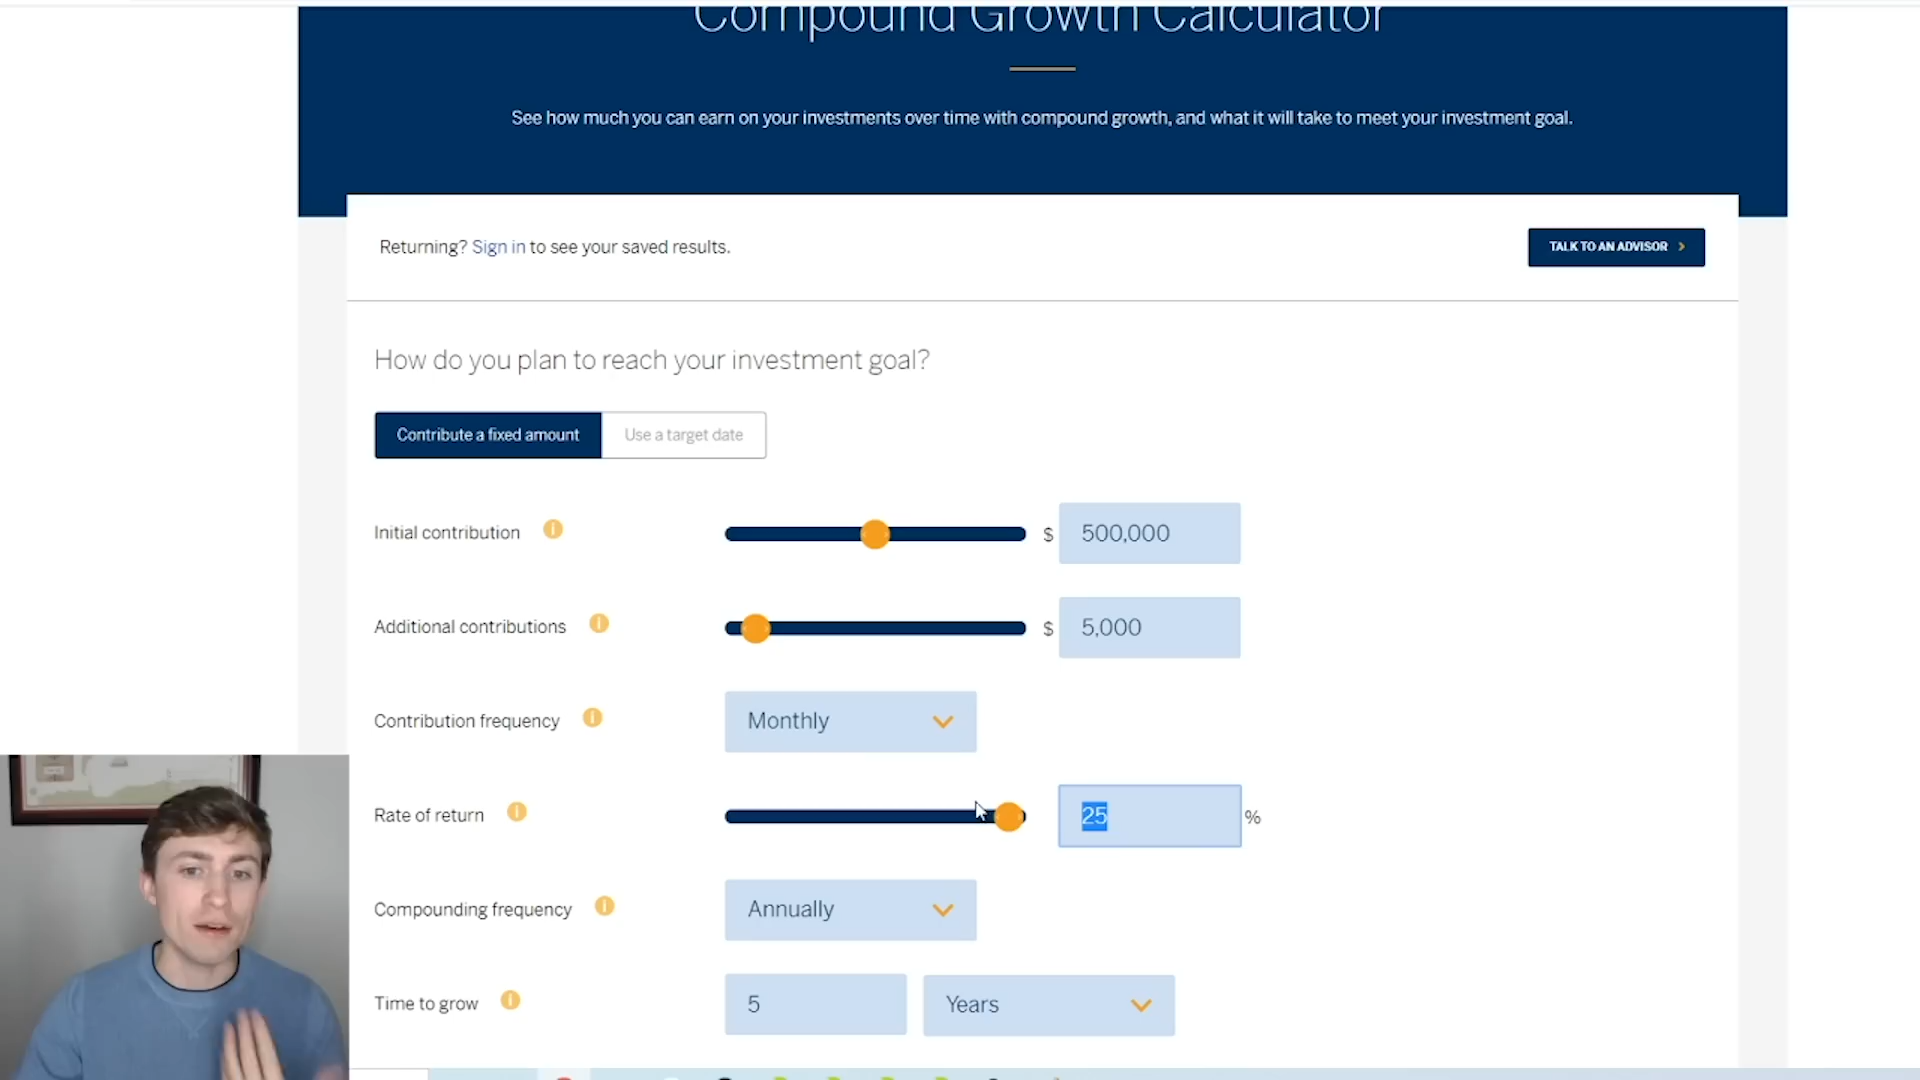 Compound Growth Calculator
See how much you can earn on your investments over time with compound growth, and what it will take to meet your investment goal.
Returning? Sign in to see your saved results.
TALK TO AN ADVISOR >
How do you plan to reach your investment goal?
Contribute a fixed amount
Use a target date
Initial contribution i $ 500,000
Additional contributions i $ 5,000
Contribution frequency i Monthly
Rate of return i 25 %
Compounding frequency i Annually
Time to grow i 5 Years